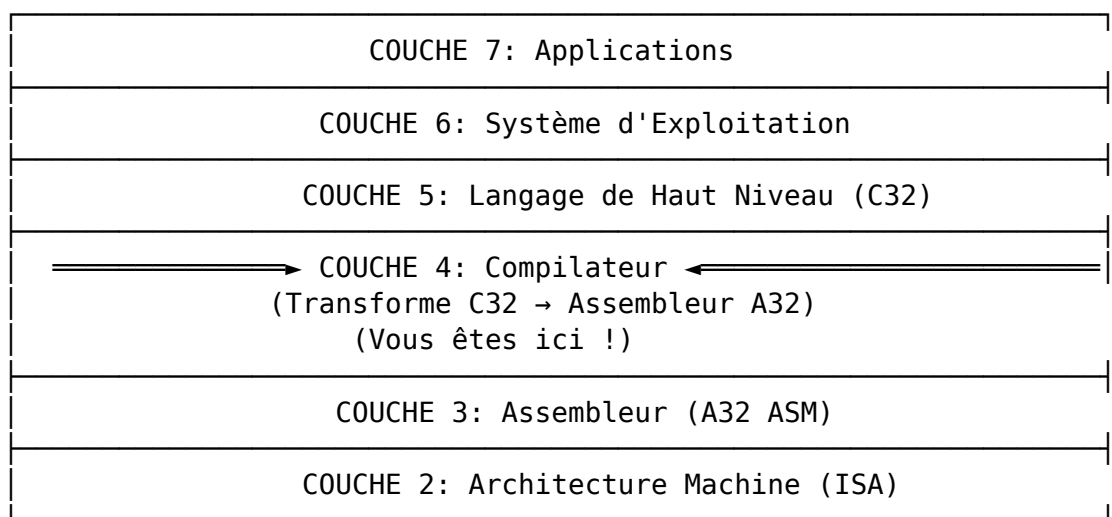 COUCHE 7: Applications
COUCHE 6: Système d'Exploitation
COUCHE 5: Langage de Haut Niveau (C32)
COUCHE 4: Compilateur
(Transforme C32 → Assembleur A32)
(Vous êtes ici !)
COUCHE 3: Assembleur (A32 ASM)
COUCHE 2: Architecture Machine (ISA)